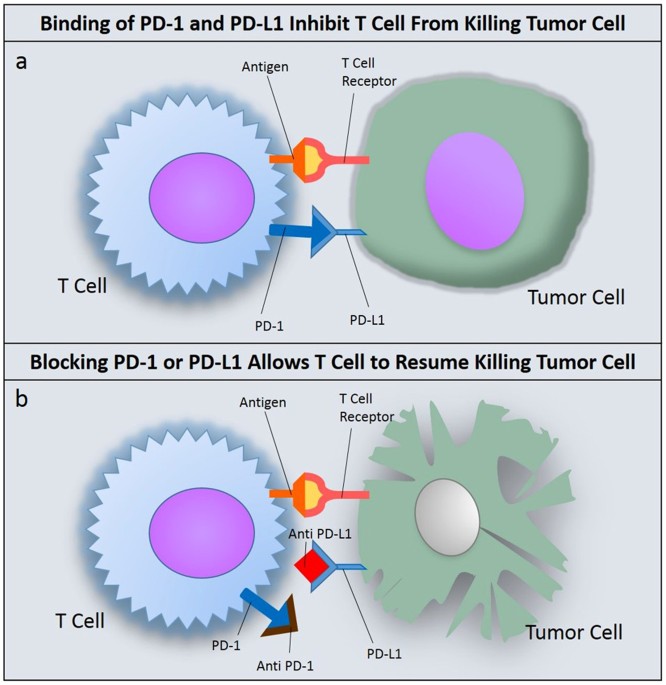 Binding of PD-1 and PD-L1 Inhibit T Cell From Killing Tumor Cell
a
Antigen
T Cell
Receptor
T Cell
PD-1
PD-L1
Tumor Cell
Blocking PD-1 or PD-L1 Allows T Cell to Resume Killing Tumor Cell
b
Antigen
T Cell
Receptor
Anti PD-L1
T Cell
PD-1
Anti PD-1
PD-L1
Tumor Cell